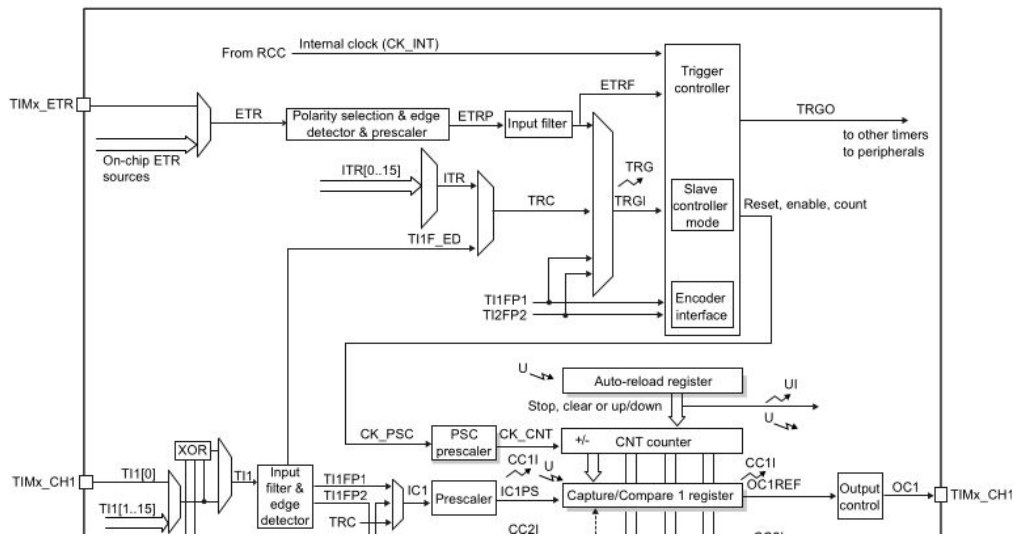 Internal clock (CK_INT)
From RCC
Trigger
controller
TIMx_ETR
ETR
Polarity selection & edge
detector & prescaler
ETRP
Input filter
ETRF
TRGO
to other timers
to peripherals
On-chip ETR
sources
ITR[0..15]
ITR
TRC
TRG
TRGI
Slave
controller
mode
Reset, enable, count
TI1F_ED
TI1FP1
TI2FP2
Encoder
interface
U
Auto-reload register
UI
Stop, clear or up/down
U
CK_PSC
PSC
prescaler
CK_CNT
+/-
CNT counter
XOR
TIMx_CH1
TI1[0]
TI1[1..15]
TI1
Input
filter &
edge
detector
TI1FP1
TI1FP2
TRC
IC1
Prescaler
CC1I
U
IC1PS
Capture/Compare 1 register
CC1I
OC1REF
Output
control
OC1
TIMx_CH1
CC2I